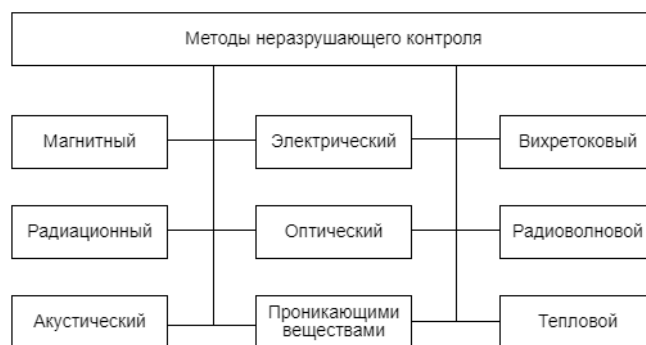 Методы неразрушающего контроля
Магнитный
Электрический
Вихретоковый
Радиационный
Оптический
Радиоволновой
Акустический
Проникающими
веществами
Тепловой